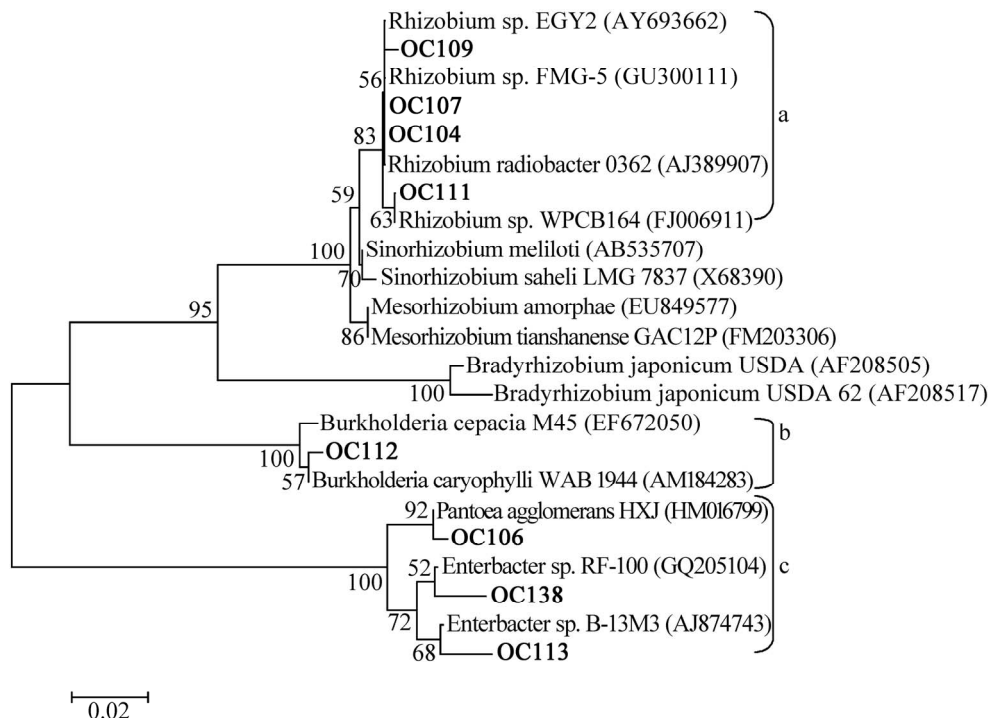 Rhizobium sp. EGY2 (AY693662)
OC109
56
Rhizobium sp. FMG-5 (GU300111)
OC107
a
83
OC104
Rhizobium radiobacter 0362 (AJ389907)
59
OC111
63
Rhizobium sp. WPCB164 (FJ006911)
100
Sinorhizobium meliloti (AB535707)
70
Sinorhizobium saheli LMG 7837 (X68390)
95
Mesorhizobium amorphae (EU849577)
86
Mesorhizobium tianshanense GAC12P (FM203306)
Bradyrhizobium japonicum USDA (AF208505)
100
Bradyrhizobium japonicum USDA 62 (AF208517)
Burkholderia cepacia M45 (EF672050)
b
100
OC112
57
Burkholderia caryophylli WAB 1944 (AM184283)
92
Pantoea agglomerans HXJ (HM016799)
OC106
100
52
Enterbacter sp. RF-100 (GQ205104)
c
OC138
72
Enterbacter sp. B-13M3 (AJ874743)
68
OC113
0.02